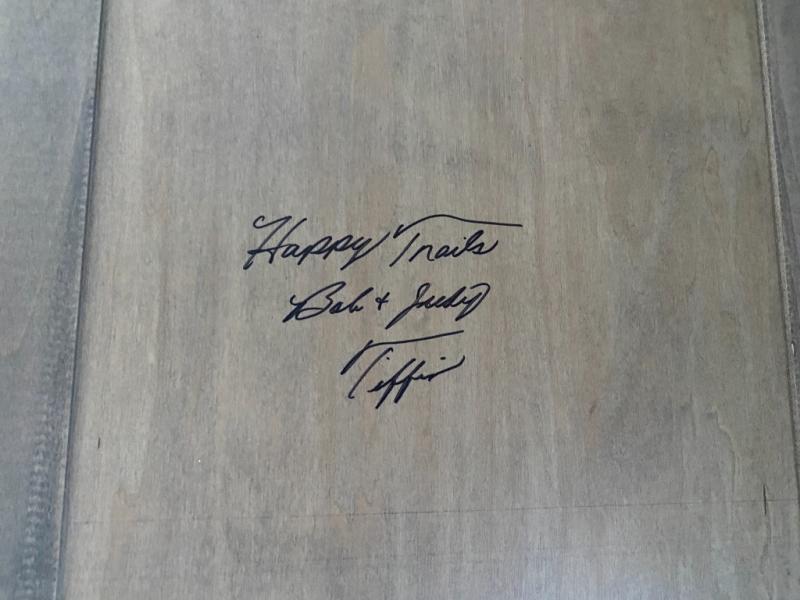 Happy Trails
Bob + Judy
Tiffin